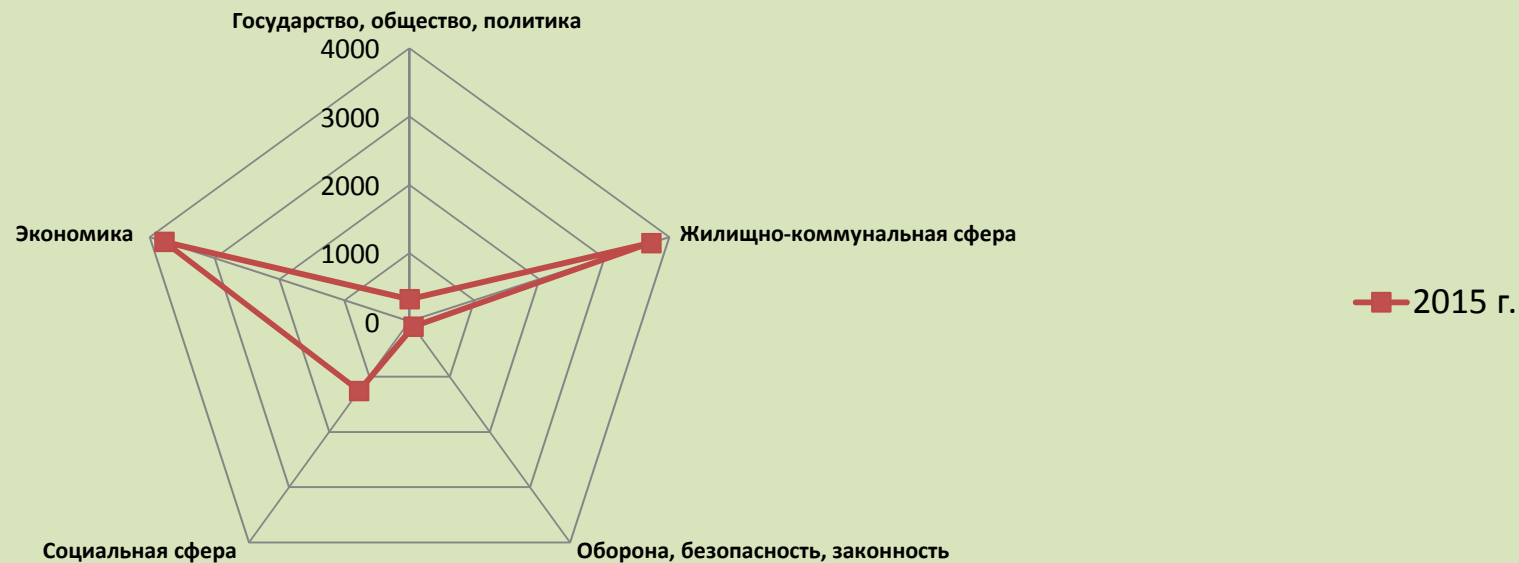 Государство, общество, политика
4000
3000
2000
1000
0
Экономика
Жилищно-коммунальная сфера
2015 г.
Социальная сфера
Оборона, безопасность, законность